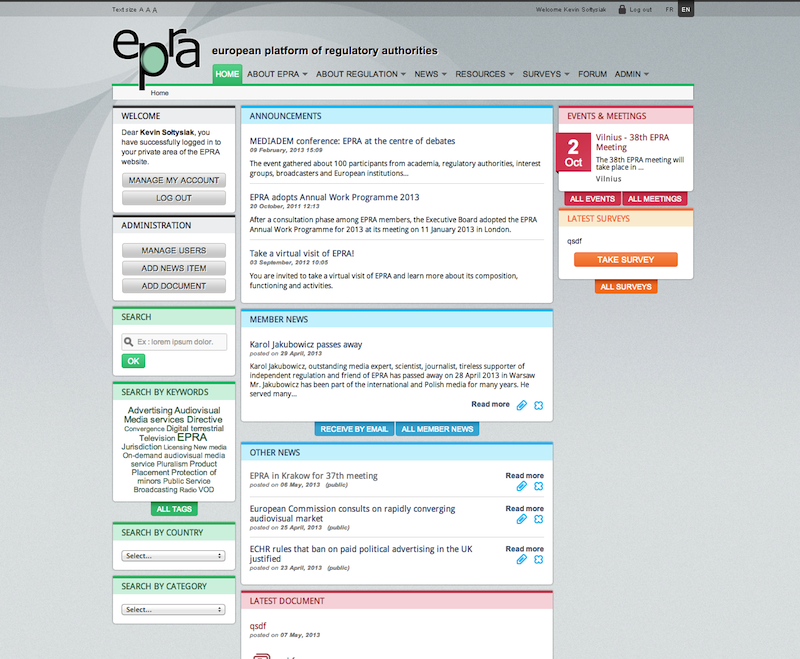 Text size A A A
Welcome Kevin Sołtysiak
Log out
FR
EN
epra
european platform of regulatory authorities
HOME
ABOUT EPRA
ABOUT REGULATION
NEWS
RESOURCES
SURVEYS
FORUM
ADMIN
Home
WELCOME
Dear Kevin Sołtysiak, you
have successfully logged in to
your private area of the EPRA
website.
MANAGE MY ACCOUNT
LOG OUT
ADMINISTRATION
MANAGE USERS
ADD NEWS ITEM
ADD DOCUMENT
SEARCH
Ex : lorem ipsum dolor.
OK
SEARCH BY KEYWORDS
Advertising Audiovisual
Media services Directive
Convergence Digital terrestrial
Television EPRA
Jurisdiction Licensing New media
On-demand audiovisual media
service Pluralism Product
Placement Protection of
minors Public Service
Broadcasting Radio VOD
ALL TAGS
SEARCH BY COUNTRY
Select...
SEARCH BY CATEGORY
Select...
ANNOUNCEMENTS
MEDIADEM conference: EPRA at the centre of debates
09 February, 2013 15:09
The event gathered about 100 participants from academia, regulatory authorities, interest
groups, broadcasters and European institutions...
EPRA adopts Annual Work Programme 2013
20 October, 2011 12:13
After a consultation phase among EPRA members, the Executive Board adopted the EPRA
Annual Work Programme for 2013 at its meeting on 11 January 2013 in London.
Take a virtual visit of EPRA!
03 September, 2012 10:05
You are invited to take a virtual visit of EPRA and learn more about its composition,
functioning and activities.
MEMBER NEWS
Karol Jakubowicz passes away
posted on 29 April, 2013
Karol Jakubowicz, outstanding media expert, scientist, journalist, tireless supporter of
independent regulation and friend of EPRA has passed away on 28 April 2013 in Warsaw
Mr. Jakubowicz has been part of the international and Polish media for many years. He
served many...
Read more
RECEIVE BY EMAIL
ALL MEMBER NEWS
OTHER NEWS
EPRA in Krakow for 37th meeting
Read more
posted on 06 May, 2013 (public)
European Commission consults on rapidly converging
audiovisual market
Read more
posted on 25 April, 2013 (public)
ECHR rules that ban on paid political advertising in the UK
justified
Read more
posted on 23 April, 2013 (public)
LATEST DOCUMENT
qsdf
posted on 07 May, 2013
EVENTS & MEETINGS
2
Oct
Vilnius - 38th EPRA
Meeting
The 38th EPRA meeting will
take place in ...
Vilnius
ALL EVENTS
ALL MEETINGS
LATEST SURVEYS
qsdf
TAKE SURVEY
ALL SURVEYS